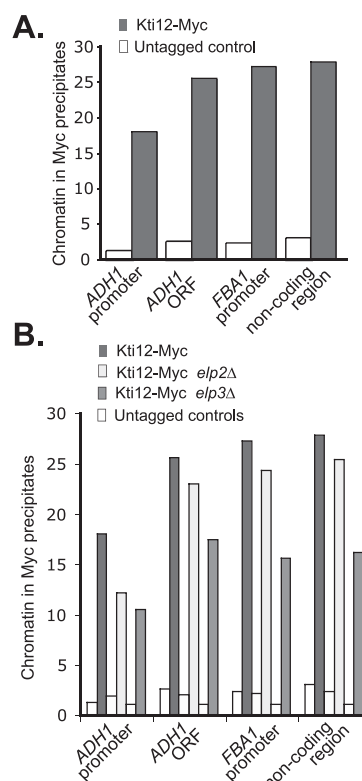 A.
Kti12-Myc
Untagged control
Chromatin in Myc precipitates
30
25
20
15
10
5
0
ADH1
promoter
ADH1
ORF
FBA1
promoter
non-coding
region
B.
Kti12-Myc
Kti12-Myc elp2Δ
Kti12-Myc elp3Δ
Untagged controls
Chromatin in Myc precipitates
30
25
20
15
10
5
0
ADH1
promoter
ADH1
ORF
FBA1
promoter
non-coding
region